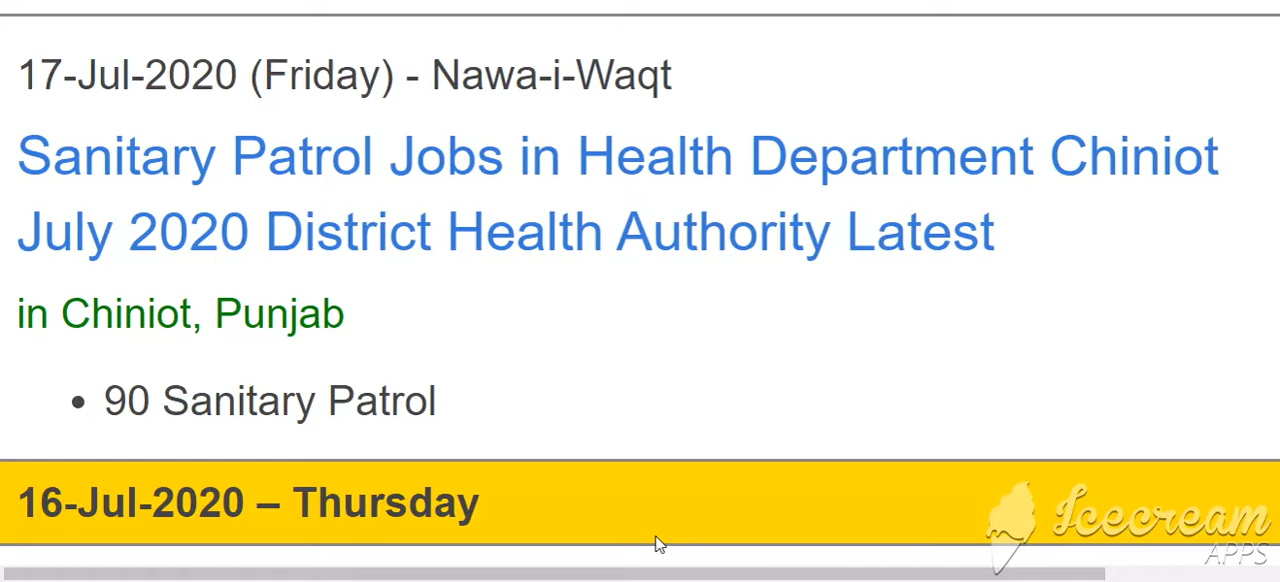 17-Jul-2020 (Friday) - Nawa-i-Waqt
Sanitary Patrol Jobs in Health Department Chiniot
July 2020 District Health Authority Latest
in Chiniot, Punjab
• 90 Sanitary Patrol
16-Jul-2020 – Thursday
Icecream
APPS